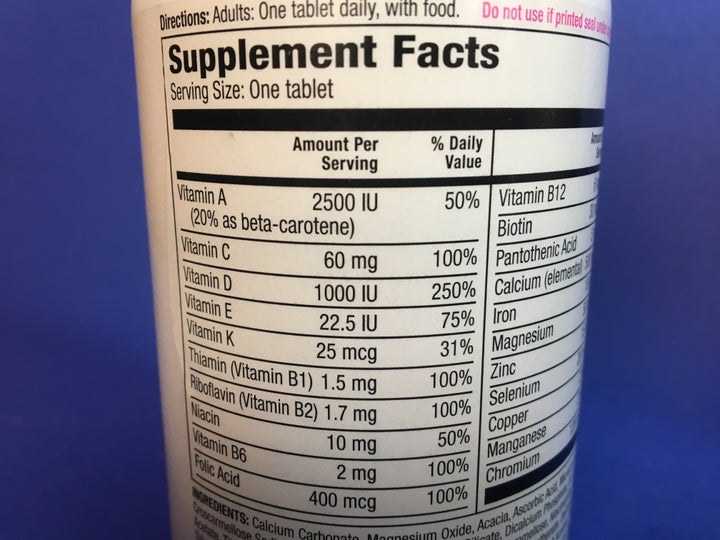 Directions: Adults: One tablet daily, with food. Do not use if printed seal under
Supplement Facts
Serving Size: One tablet
Amount Per Serving % Daily Value
Vitamin A 2500 IU 50%
(20% as beta-carotene)
Vitamin C 60 mg 100%
Vitamin D 1000 IU 250%
Vitamin E 22.5 IU 75%
Vitamin K 25 mcg 31%
Thiamin (Vitamin B1) 1.5 mg 100%
Riboflavin (Vitamin B2) 1.7 mg 100%
Niacin 10 mg 50%
Vitamin B6 2 mg 100%
Folic Acid 400 mcg 100%
Vitamin B12
Biotin
Pantothenic Acid
Calcium (elemental)
Iron
Magnesium
Zinc
Selenium
Copper
Manganese
Chromium
INGREDIENTS: Calcium Carbonate, Magnesium Oxide, Acacia, Ascorbic Acid,
Croscarmellose Dicalcium